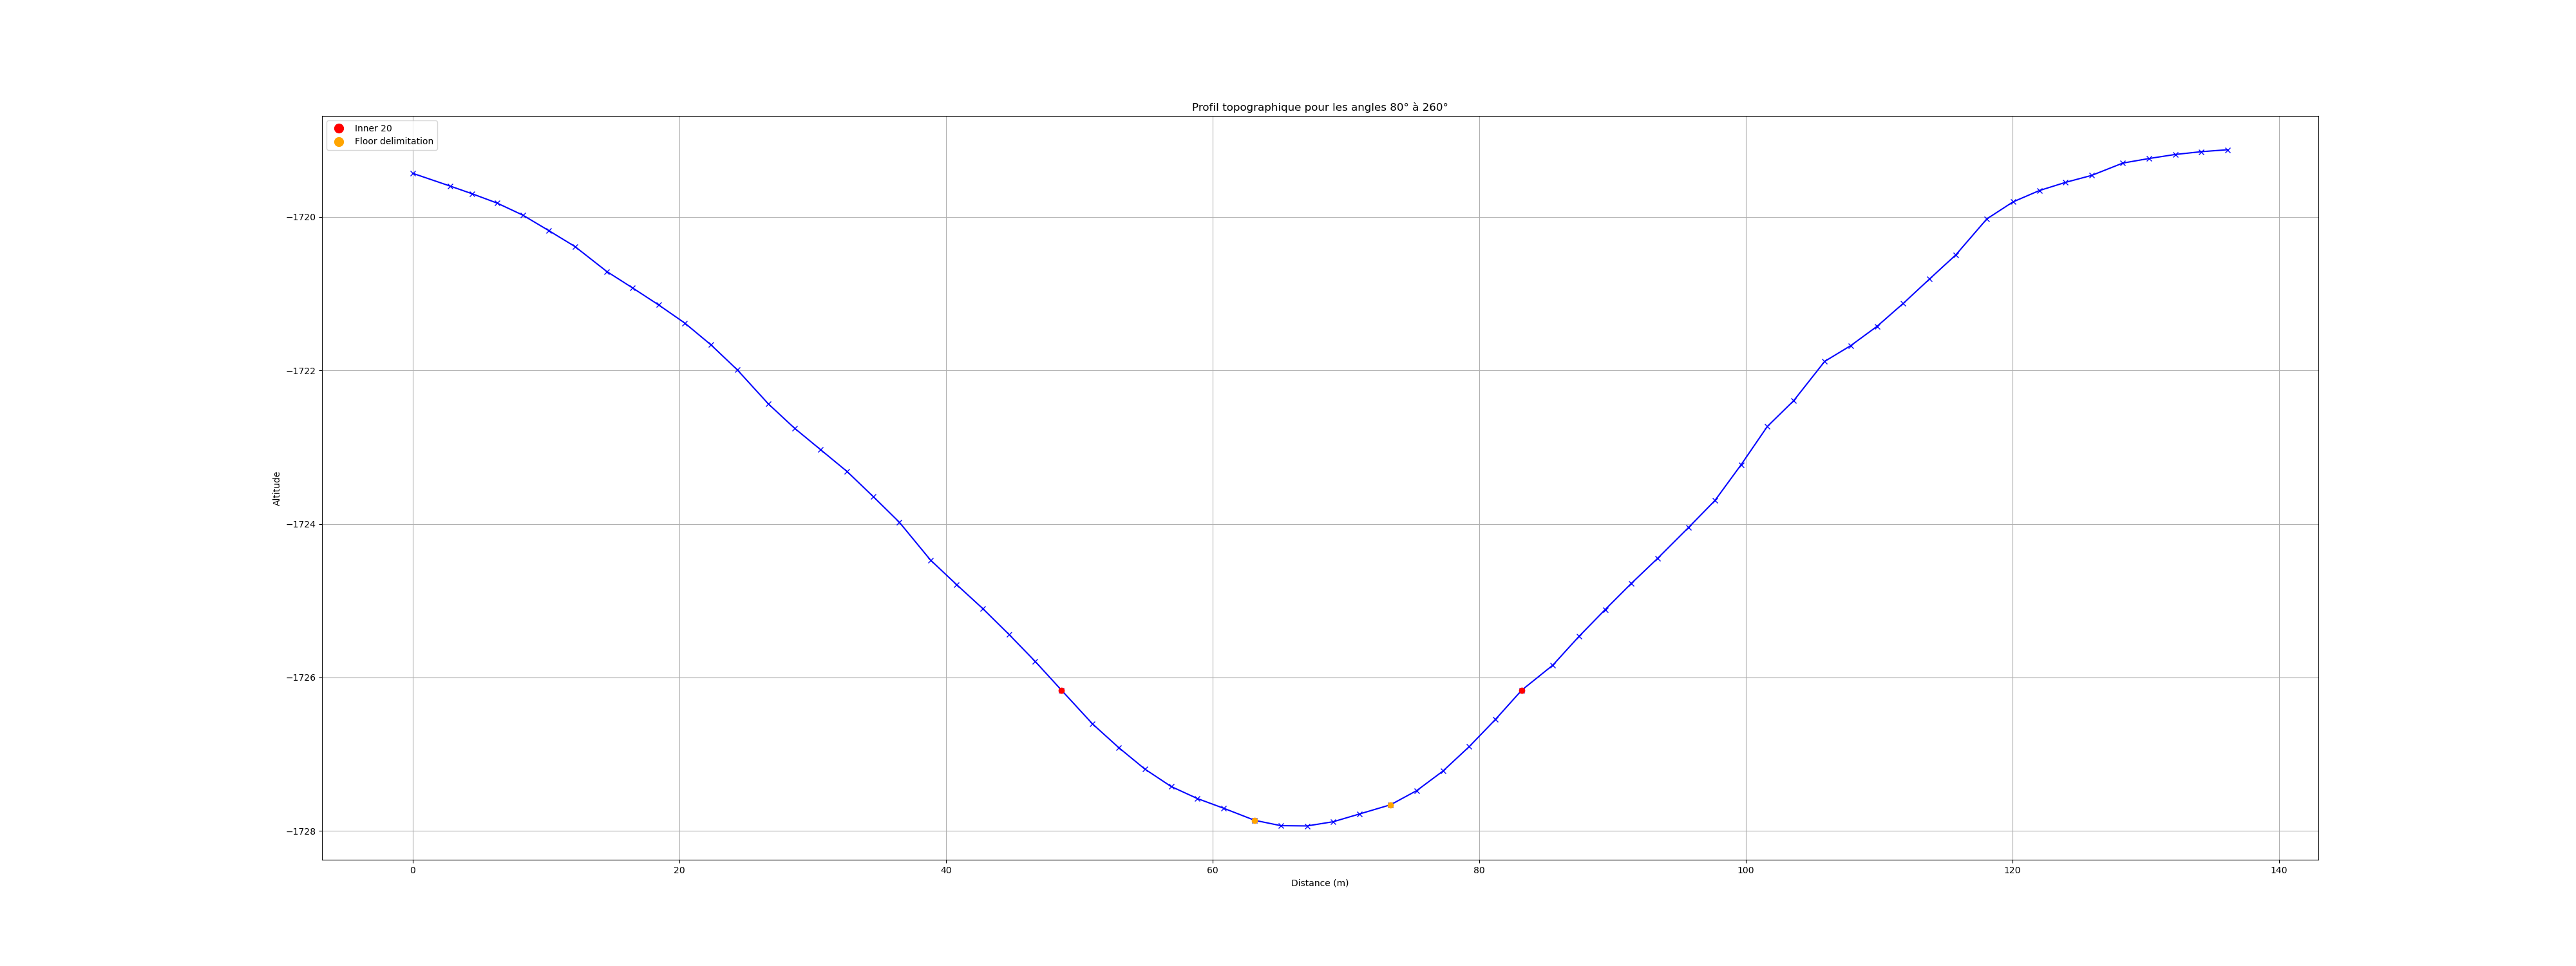 Profil topographique pour les angles 80° à 260°
Inner 20
Floor delimitation
Altitude
−1720
−1722
−1724
−1726
−1728
0 20 40 60 80 100 120 140
Distance (m)